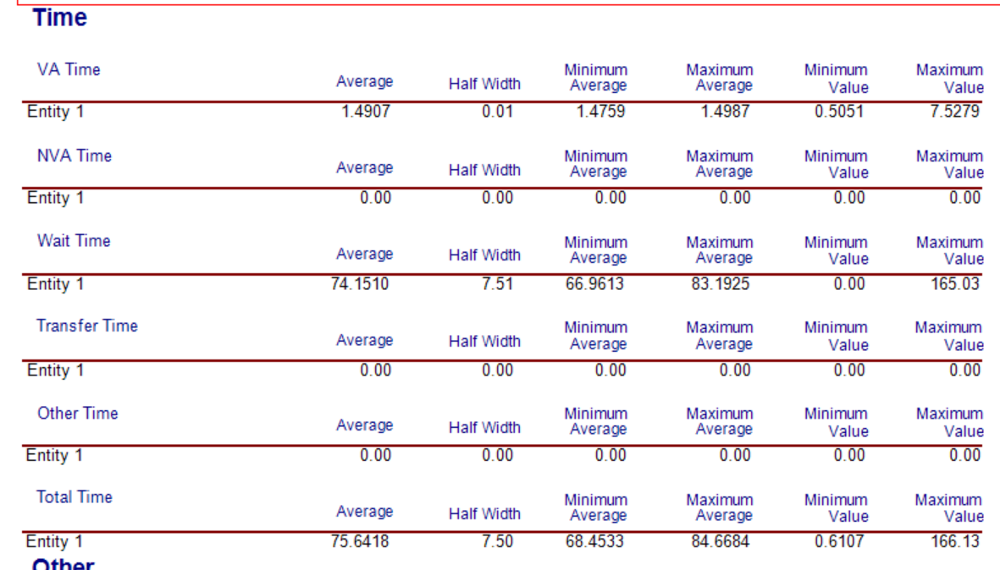 Time
VA Time Average Half Width Minimum Average Maximum Average Minimum Value Maximum Value
Entity 1 1.4907 0.01 1.4759 1.4987 0.5051 7.5279
NVA Time Average Half Width Minimum Average Maximum Average Minimum Value Maximum Value
Entity 1 0.00 0.00 0.00 0.00 0.00 0.00
Wait Time Average Half Width Minimum Average Maximum Average Minimum Value Maximum Value
Entity 1 74.1510 7.51 66.9613 83.1925 0.00 165.03
Transfer Time Average Half Width Minimum Average Maximum Average Minimum Value Maximum Value
Entity 1 0.00 0.00 0.00 0.00 0.00 0.00
Other Time Average Half Width Minimum Average Maximum Average Minimum Value Maximum Value
Entity 1 0.00 0.00 0.00 0.00 0.00 0.00
Total Time Average Half Width Minimum Average Maximum Average Minimum Value Maximum Value
Entity 1 75.6418 7.50 68.4533 84.6684 0.6107 166.13
Other